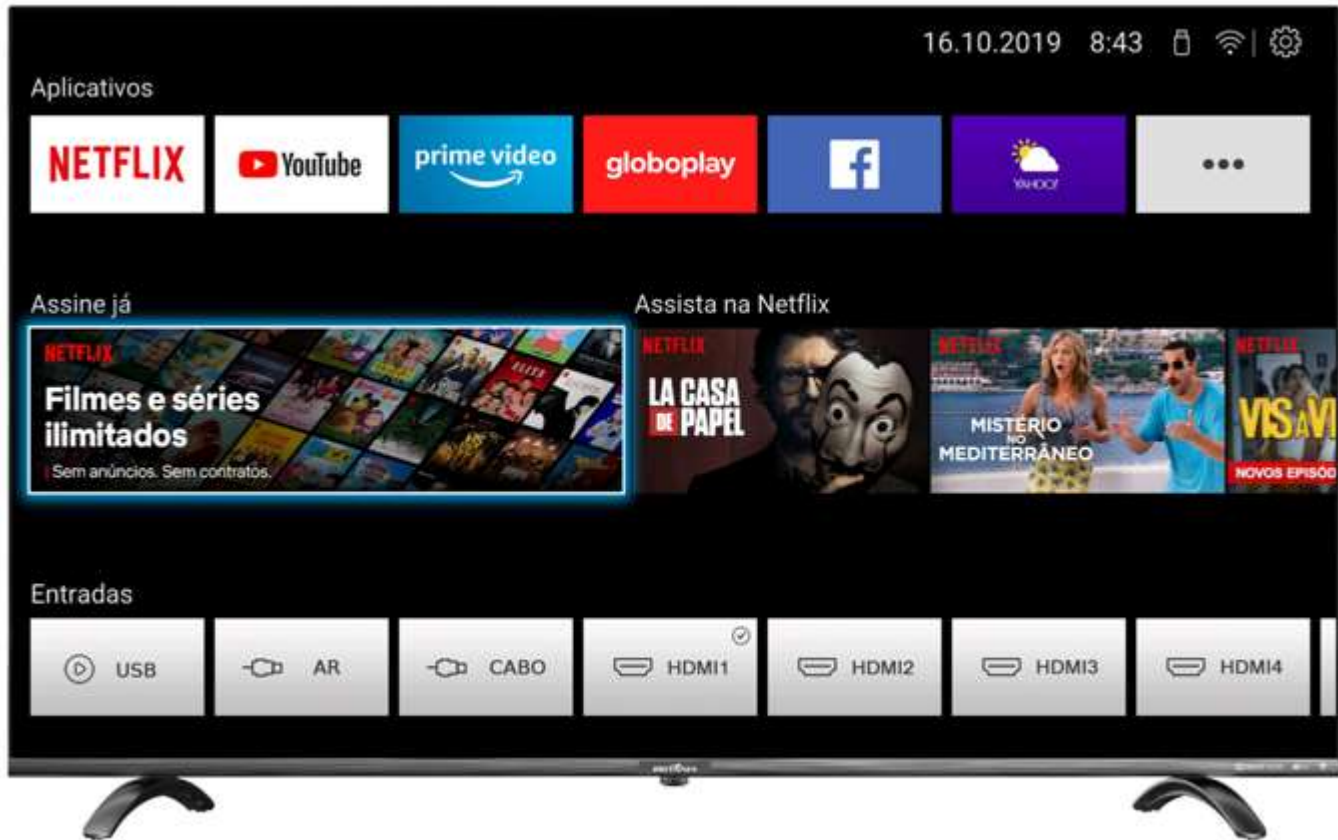 16.10.2019 8:43
Aplicativos
NETFLIX
YouTube
prime video
globoplay
f
YAHOO!
Assine já
Assista na Netflix
NETFLIX
Filmes e séries
ilimitados
Sem anúncios. Sem contratos.
ELITE
NETFLIX
LA CASA
DE PAPEL
NETFLIX
MISTÉRIO
NO
MEDITERRÂNEO
NETFLIX
VIS A VI
NOVOS EPISÓD
Entradas
USB
AR
CABO
HDMI1
HDMI2
HDMI3
HDMI4